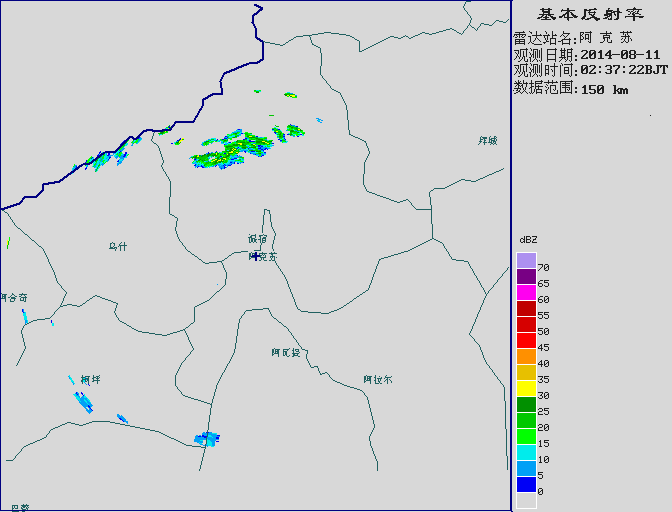 基本反射率
雷达站名:阿 克 苏
观测日期:2014-08-11
观测时间:02:37:22BJT
数据范围:150 km
拜城
温宿
阿克苏
乌什
阿合奇
阿瓦提
阿拉尔
柯坪
巴楚
dBZ
70
65
60
55
50
45
40
35
30
25
20
15
10
5
0